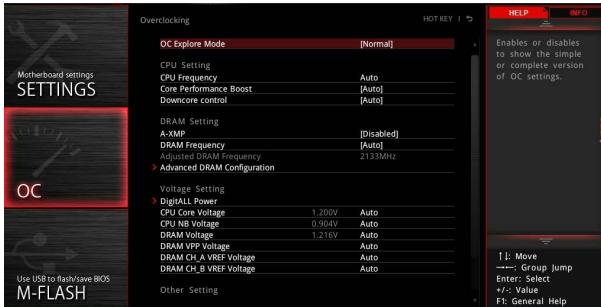 Overclocking
HOT KEY |
HELP
INFO
Motherboard settings
SETTINGS
OC
Use USB to flash/save BIOS
M-FLASH
OC Explore Mode [Normal]
CPU Setting
CPU Frequency Auto
Core Performance Boost [Auto]
Downcore control [Auto]
DRAM Setting
A-XMP [Disabled]
DRAM Frequency [Auto]
Adjusted DRAM Frequency 2133MHz
Advanced DRAM Configuration
Voltage Setting
DigitALL Power
CPU Core Voltage 1.200V Auto
CPU NB Voltage 0.904V Auto
DRAM Voltage 1.216V Auto
DRAM VPP Voltage Auto
DRAM CH_A VREF Voltage Auto
DRAM CH_B VREF Voltage Auto
Other Setting
Enables or disables
to show the simple
or complete version
of OC settings.
↑↓: Move
→←: Group Jump
Enter: Select
+/-: Value
F1: General Help